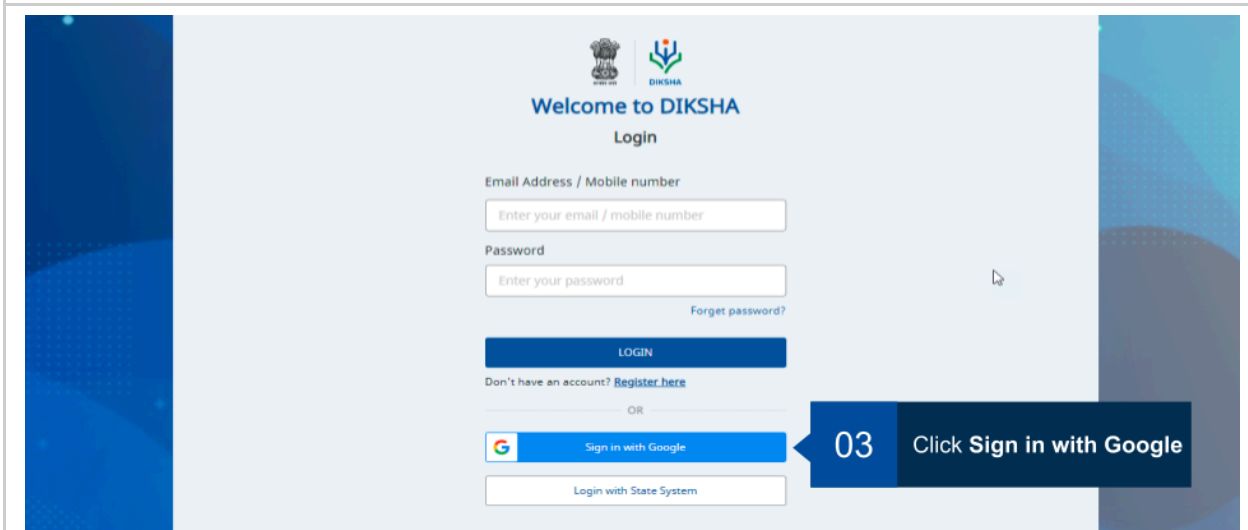 DIKSHA
Welcome to DIKSHA
Login
Email Address / Mobile number
Enter your email / mobile number
Password
Enter your password
Forget password?
LOGIN
Don't have an account? Register here
OR
Sign in with Google
03 Click Sign in with Google
Login with State System